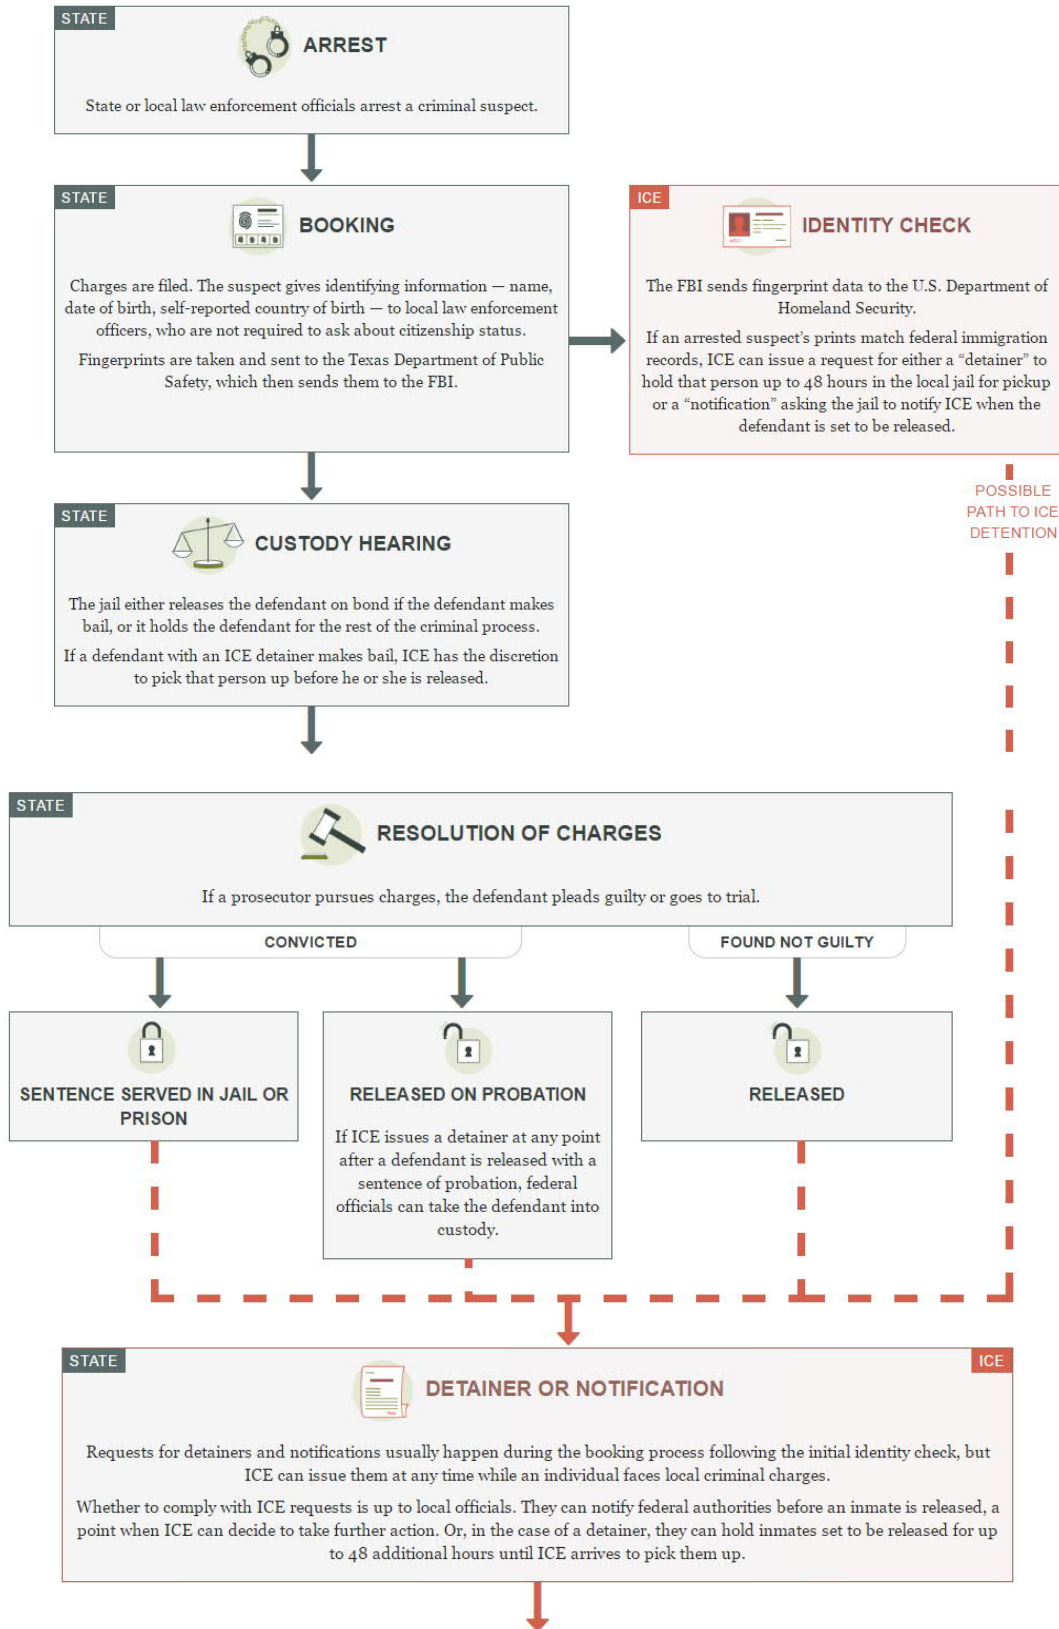 STATE
ARREST
State or local law enforcement officials arrest a criminal suspect.
STATE
BOOKING
Charges are filed. The suspect gives identifying information — name,
date of birth, self-reported country of birth — to local law enforcement
officers, who are not required to ask about citizenship status.
Fingerprints are taken and sent to the Texas Department of Public
Safety, which then sends them to the FBI.
ICE
IDENTITY CHECK
The FBI sends fingerprint data to the U.S. Department of
Homeland Security.
If an arrested suspect’s prints match federal immigration
records, ICE can issue a request for either a “detainer” to
hold that person up to 48 hours in the local jail for pickup
or a “notification” asking the jail to notify ICE when the
defendant is set to be released.
POSSIBLE
PATH TO ICE
DETENTION
STATE
CUSTODY HEARING
The jail either releases the defendant on bond if the defendant makes
bail, or it holds the defendant for the rest of the criminal process.
If a defendant with an ICE detainer makes bail, ICE has the discretion
to pick that person up before he or she is released.
STATE
RESOLUTION OF CHARGES
If a prosecutor pursues charges, the defendant pleads guilty or goes to trial.
CONVICTED
FOUND NOT GUILTY
SENTENCE SERVED IN JAIL OR
PRISON
RELEASED ON PROBATION
If ICE issues a detainer at any point
after a defendant is released with a
sentence of probation, federal
officials can take the defendant into
custody.
RELEASED
STATE
ICE
DETAINER OR NOTIFICATION
Requests for detainers and notifications usually happen during the booking process following the initial identity check, but
ICE can issue them at any time while an individual faces local criminal charges.
Whether to comply with ICE requests is up to local officials. They can notify federal authorities before an inmate is released, a
point when ICE can decide to take further action. Or, in the case of a detainer, they can hold inmates set to be released for up
to 48 additional hours until ICE arrives to pick them up.